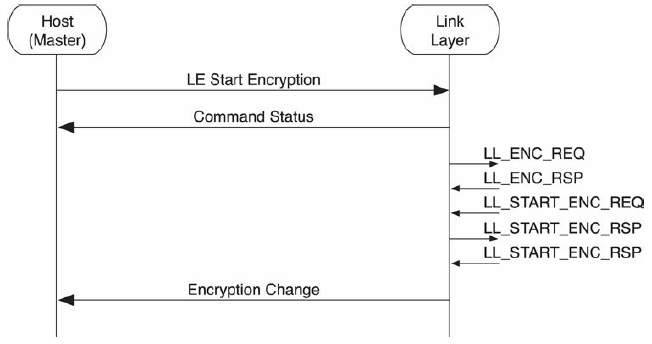 Host
(Master)
Link
Layer
LE Start Encryption
Command Status
LL_ENC_REQ
LL_ENC_RSP
LL_START_ENC_REQ
LL_START_ENC_RSP
LL_START_ENC_RSP
Encryption Change